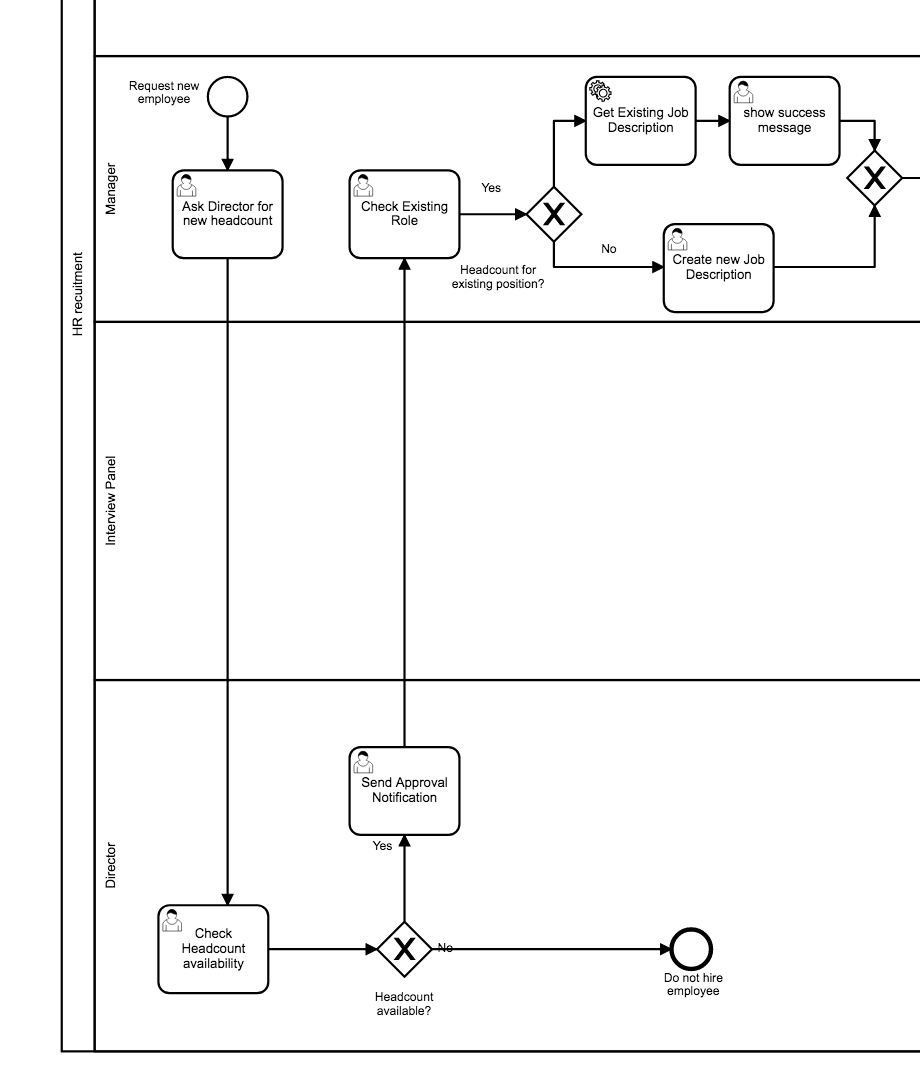 HR recuitment
Manager
Request new
employee
Ask Director for
new headcount
Check Existing
Role
Yes
Headcount for
existing position?
No
Get Existing Job
Description
show success
message
Create new Job
Description
X
X
Interview Panel
Director
Send Approval
Notification
Yes
Check
Headcount
availability
X
No
Headcount
available?
Do not hire
employee